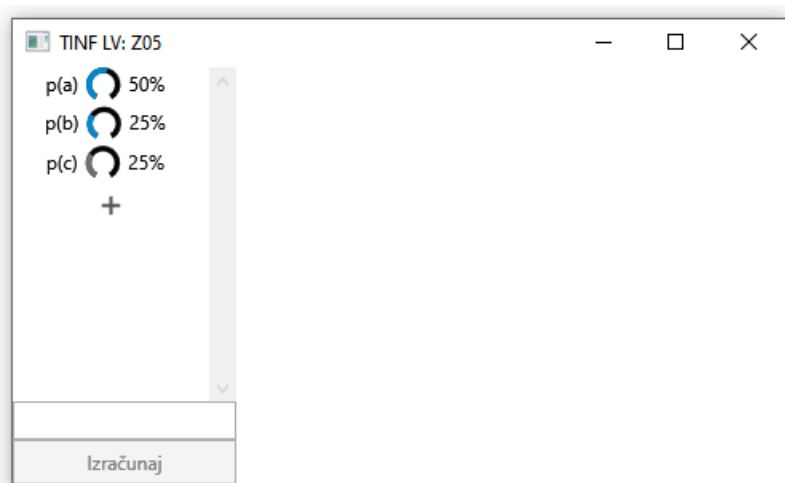 TINF LV: Z05
p(a) 50%
p(b) 25%
p(c) 25%
+
Izračunaj